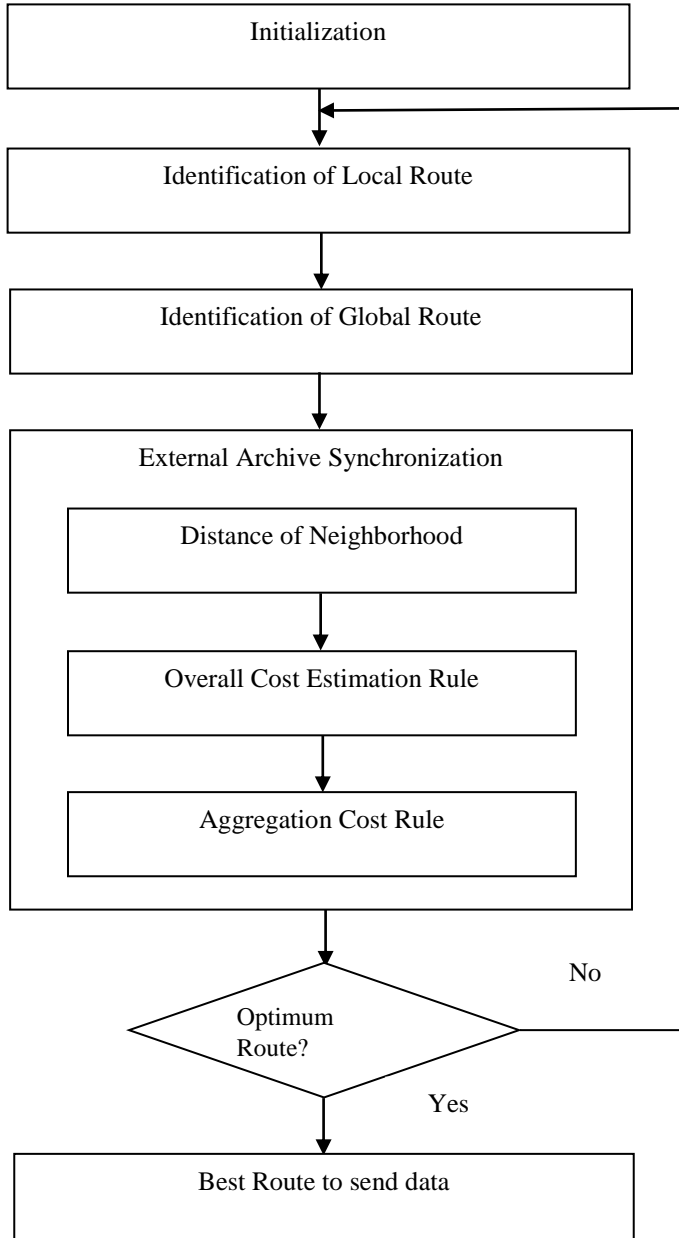 Initialization
Identification of Local Route
Identification of Global Route
External Archive Synchronization
Distance of Neighborhood
Overall Cost Estimation Rule
Aggregation Cost Rule
No
Optimum
Route?
Yes
Best Route to send data